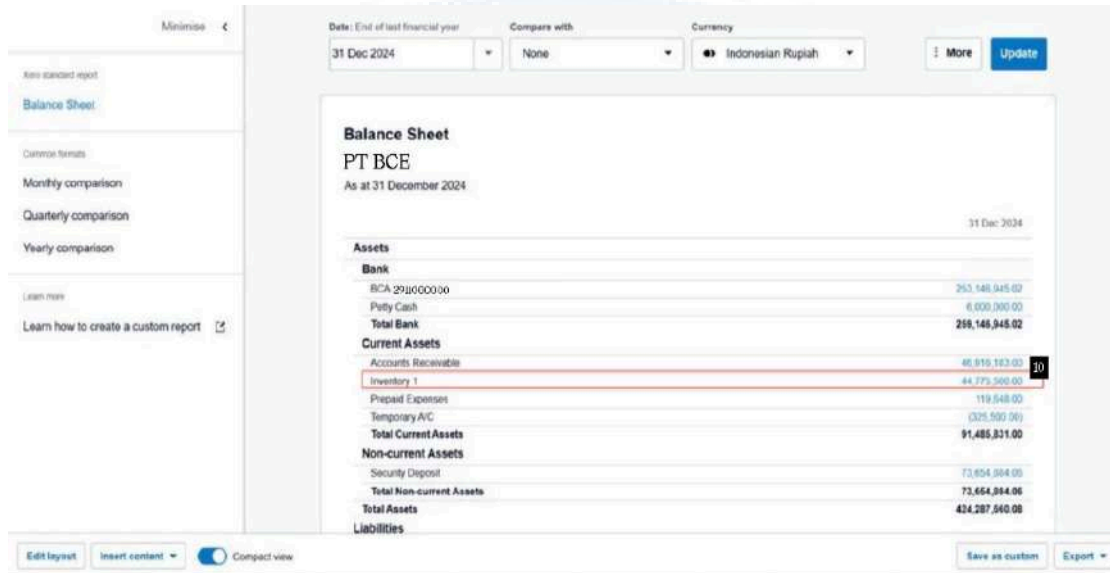 Minimise
Date: End of last financial year
Compare with
Currency
31 Dec 2024
None
Indonesian Rupiah
More
Update
Xero standard report
Balance Sheet
Common formats
Monthly comparison
Quarterly comparison
Yearly comparison
Learn more
Learn how to create a custom report
Balance Sheet
PT BCE
As at 31 December 2024
31 Dec 2024
Assets
Bank
BCA 2911000000 253,146,945.02
Petty Cash 6,000,000.00
Total Bank 259,146,945.02
Current Assets
Accounts Receivable 46,916,183.00
10
Inventory 1 44,775,500.00
Prepaid Expenses 119,648.00
Temporary A/C (325,500.00)
Total Current Assets 91,485,831.00
Non-current Assets
Security Deposit 73,654,884.06
Total Non-current Assets 73,654,884.06
Total Assets 424,287,660.08
Liabilities
Edit layout
Insert content
Compact view
Save as custom
Export